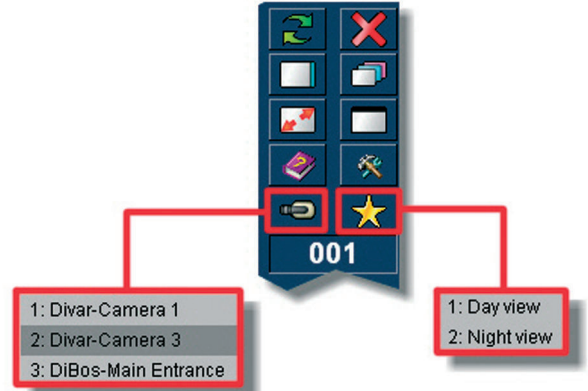 001
1: Divar-Camera 1
2: Divar-Camera 3
3: DiBos-Main Entrance
1: Day view
2: Night view